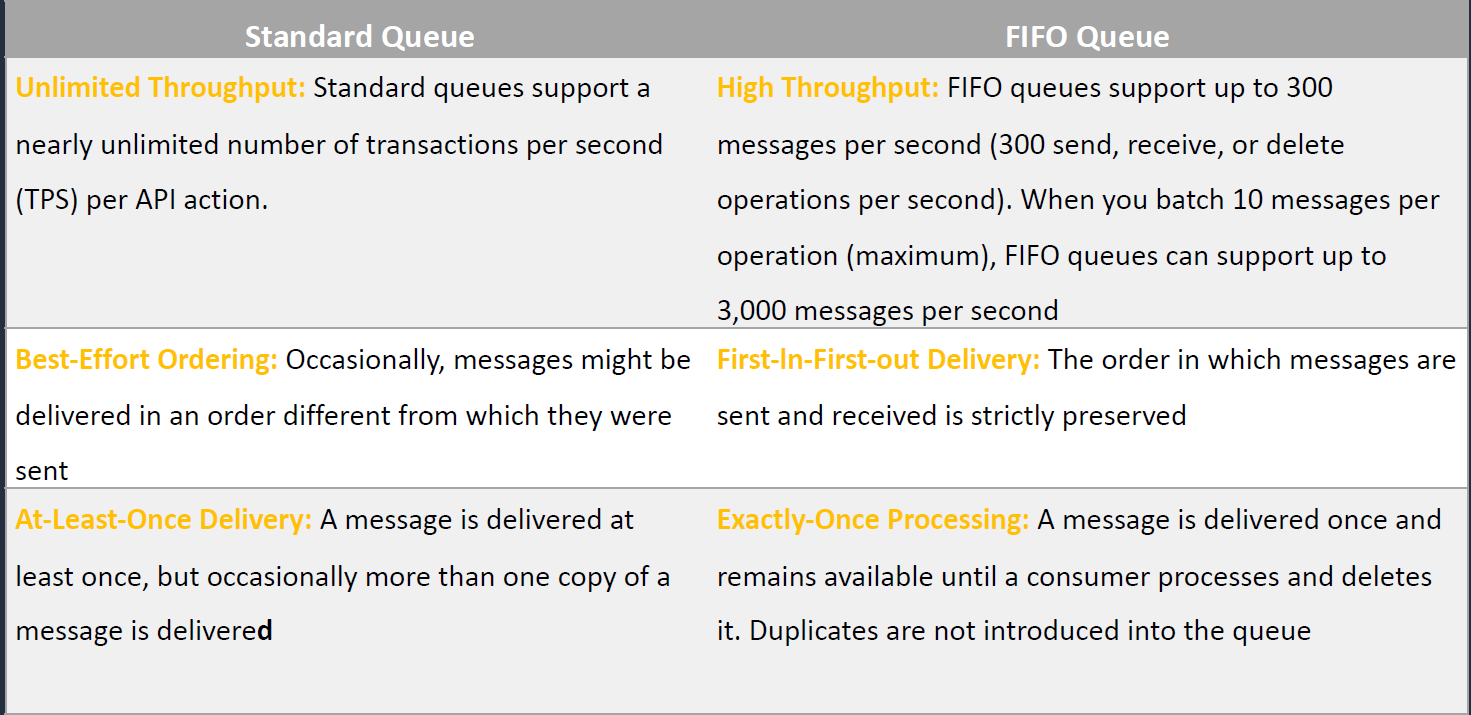 Standard Queue
FIFO Queue
Unlimited Throughput: Standard queues support a
nearly unlimited number of transactions per second
(TPS) per API action.
High Throughput: FIFO queues support up to 300
messages per second (300 send, receive, or delete
operations per second). When you batch 10 messages per
operation (maximum), FIFO queues can support up to
3,000 messages per second
Best-Effort Ordering: Occasionally, messages might be
delivered in an order different from which they were
sent
First-In-First-out Delivery: The order in which messages are
sent and received is strictly preserved
At-Least-Once Delivery: A message is delivered at
least once, but occasionally more than one copy of a
message is delivered
Exactly-Once Processing: A message is delivered once and
remains available until a consumer processes and deletes
it. Duplicates are not introduced into the queue